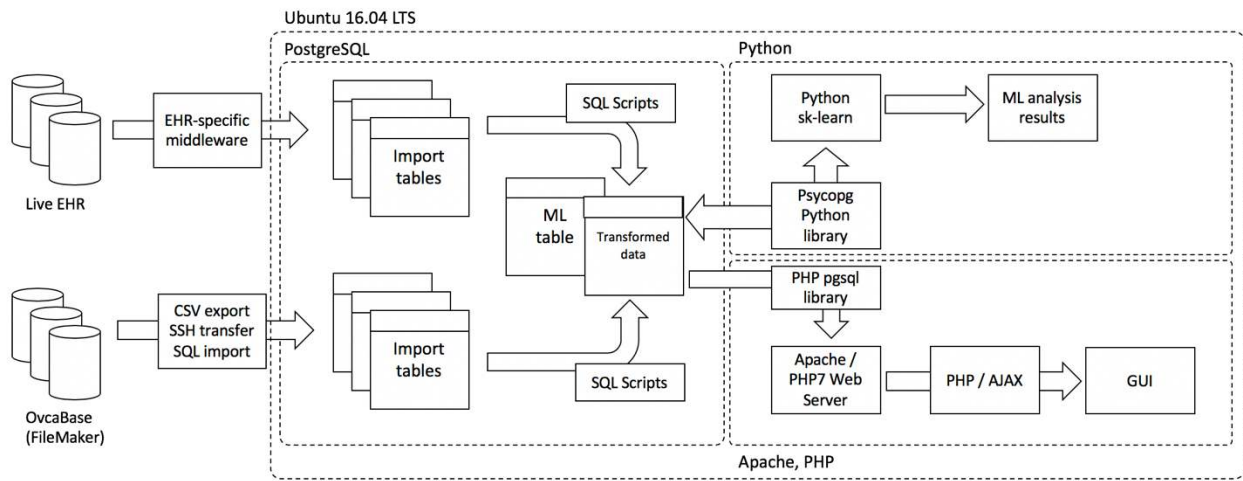 Ubuntu 16.04 LTS
PostgreSQL
Python
Live EHR
EHR-specific
middleware
Import
tables
SQL Scripts
ML
table
Transformed
data
Python
sk-learn
ML analysis
results
Psycopg
Python
library
OvcaBase
(FileMaker)
CSV export
SSH transfer
SQL import
Import
tables
SQL Scripts
PHP pgsql
library
Apache /
PHP7 Web
Server
PHP / AJAX
GUI
Apache, PHP